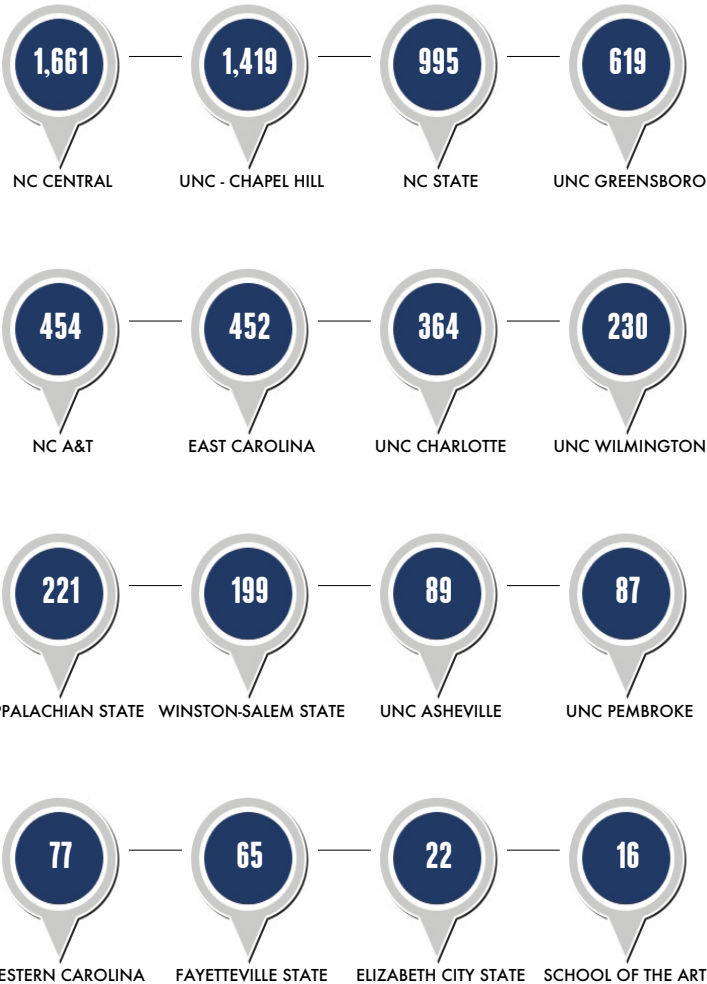 1,661 1,419 995 619
NC CENTRAL UNC - CHAPEL HILL NC STATE UNC GREENSBORO
454 452 364 230
NC A&T EAST CAROLINA UNC CHARLOTTE UNC WILMINGTON
221 199 89 87
PPALACHIAN STATE WINSTON-SALEM STATE UNC ASHEVILLE UNC PEMBROKE
77 65 22 16
ESTERN CAROLINA FAYETTEVILLE STATE ELIZABETH CITY STATE SCHOOL OF THE ART